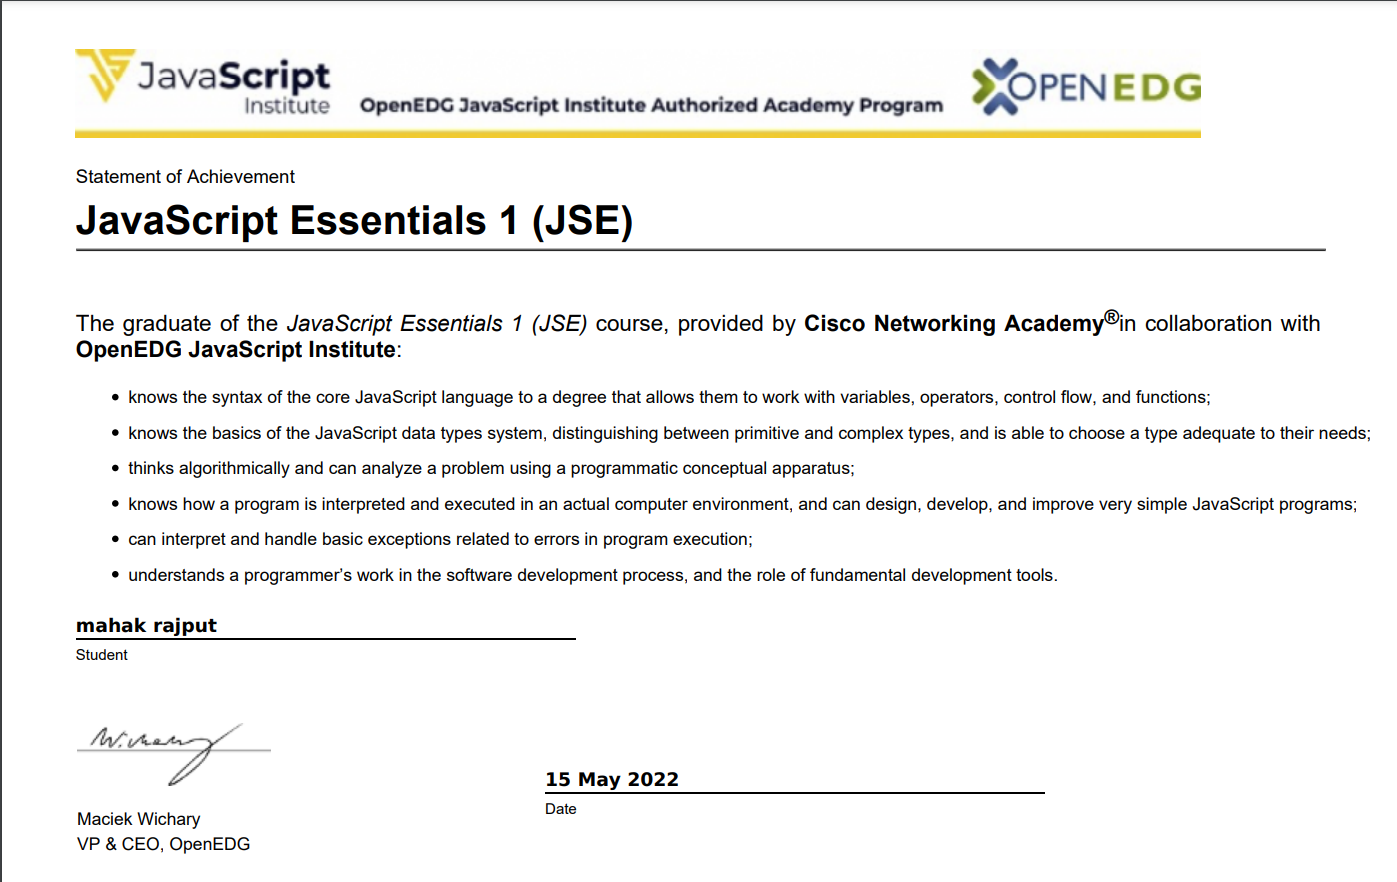 JavaScript
Institute
OpenEDG JavaScript Institute Authorized Academy Program
OPENEDG
Statement of Achievement
JavaScript Essentials 1 (JSE)
The graduate of the JavaScript Essentials 1 (JSE) course, provided by Cisco Networking Academy®in collaboration with
OpenEDG JavaScript Institute:
• knows the syntax of the core JavaScript language to a degree that allows them to work with variables, operators, control flow, and functions;
• knows the basics of the JavaScript data types system, distinguishing between primitive and complex types, and is able to choose a type adequate to their needs;
• thinks algorithmically and can analyze a problem using a programmatic conceptual apparatus;
• knows how a program is interpreted and executed in an actual computer environment, and can design, develop, and improve very simple JavaScript programs;
• can interpret and handle basic exceptions related to errors in program execution;
• understands a programmer’s work in the software development process, and the role of fundamental development tools.
mahak rajput
Student
W.Wichary
15 May 2022
Date
Maciek Wichary
VP & CEO, OpenEDG